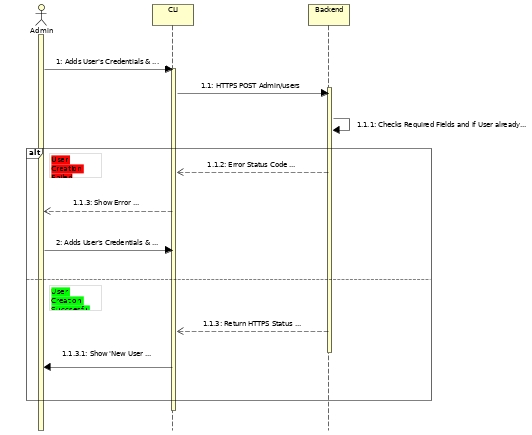 CLI
Backend
Admin
1: Adds User's Credentials & ...
1.1: HTTPS POST Admin/users
1.1.1: Checks Required Fields and if User already...
alt
User
Creation
Failed
1.1.2: Error Status Code ...
1.1.3: Show Error ...
2: Adds User's Credentials & ...
User
Creation
1.1.3: Return HTTPS Status ...
1.1.3.1: Show 'New User ...